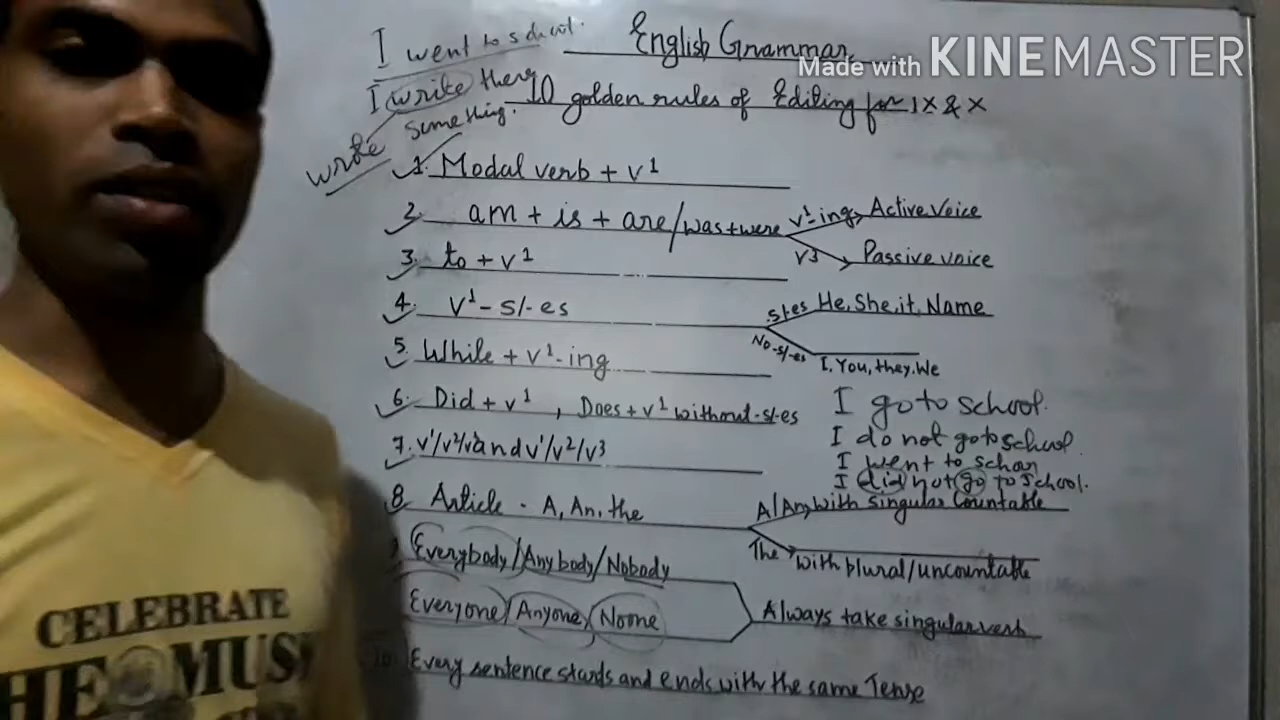 I went to school.
English Grammar
Made with KINEMASTER
I write there
something.
wrote
10 golden rules of Editing for IX & X
1. Modal verb + v1
2. am + is + are/was+were
v1-ing Active voice
v3 Passive voice
3. to + v1
4. v1 - s/-es
s/-es He, She, it, Name
No-s/-es I, You, they, We
5. While + v1-ing
6. Did + v1 , Does + v1 without-s/-es
I go to school.
I do not go to school.
I went to
I did not go to school.
7. v1/v2/v3 and v1/v2/v3
8. Article - A, An, the
A/An, with singular Countable
The with plural/uncountable
Everybody/Anybody/Nobody
Everyone/Anyone/Noone
Always take singular verb
10. Every sentence starts and ends with the same Tense
CELEBRATE
HE MUS